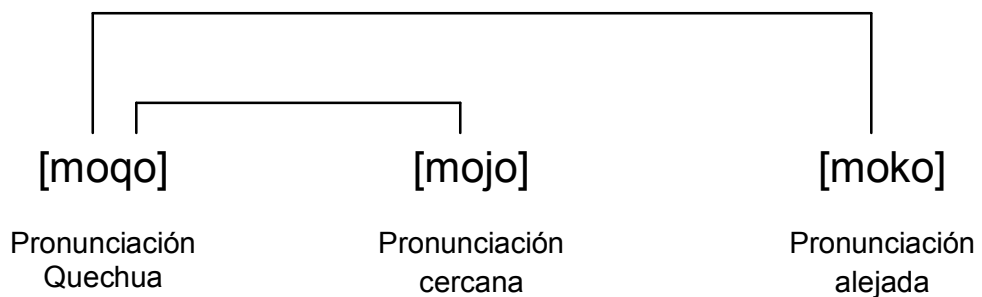 [moqo] [mojo] [moko]
Pronunciación Pronunciación Pronunciación
Quechua cercana alejada